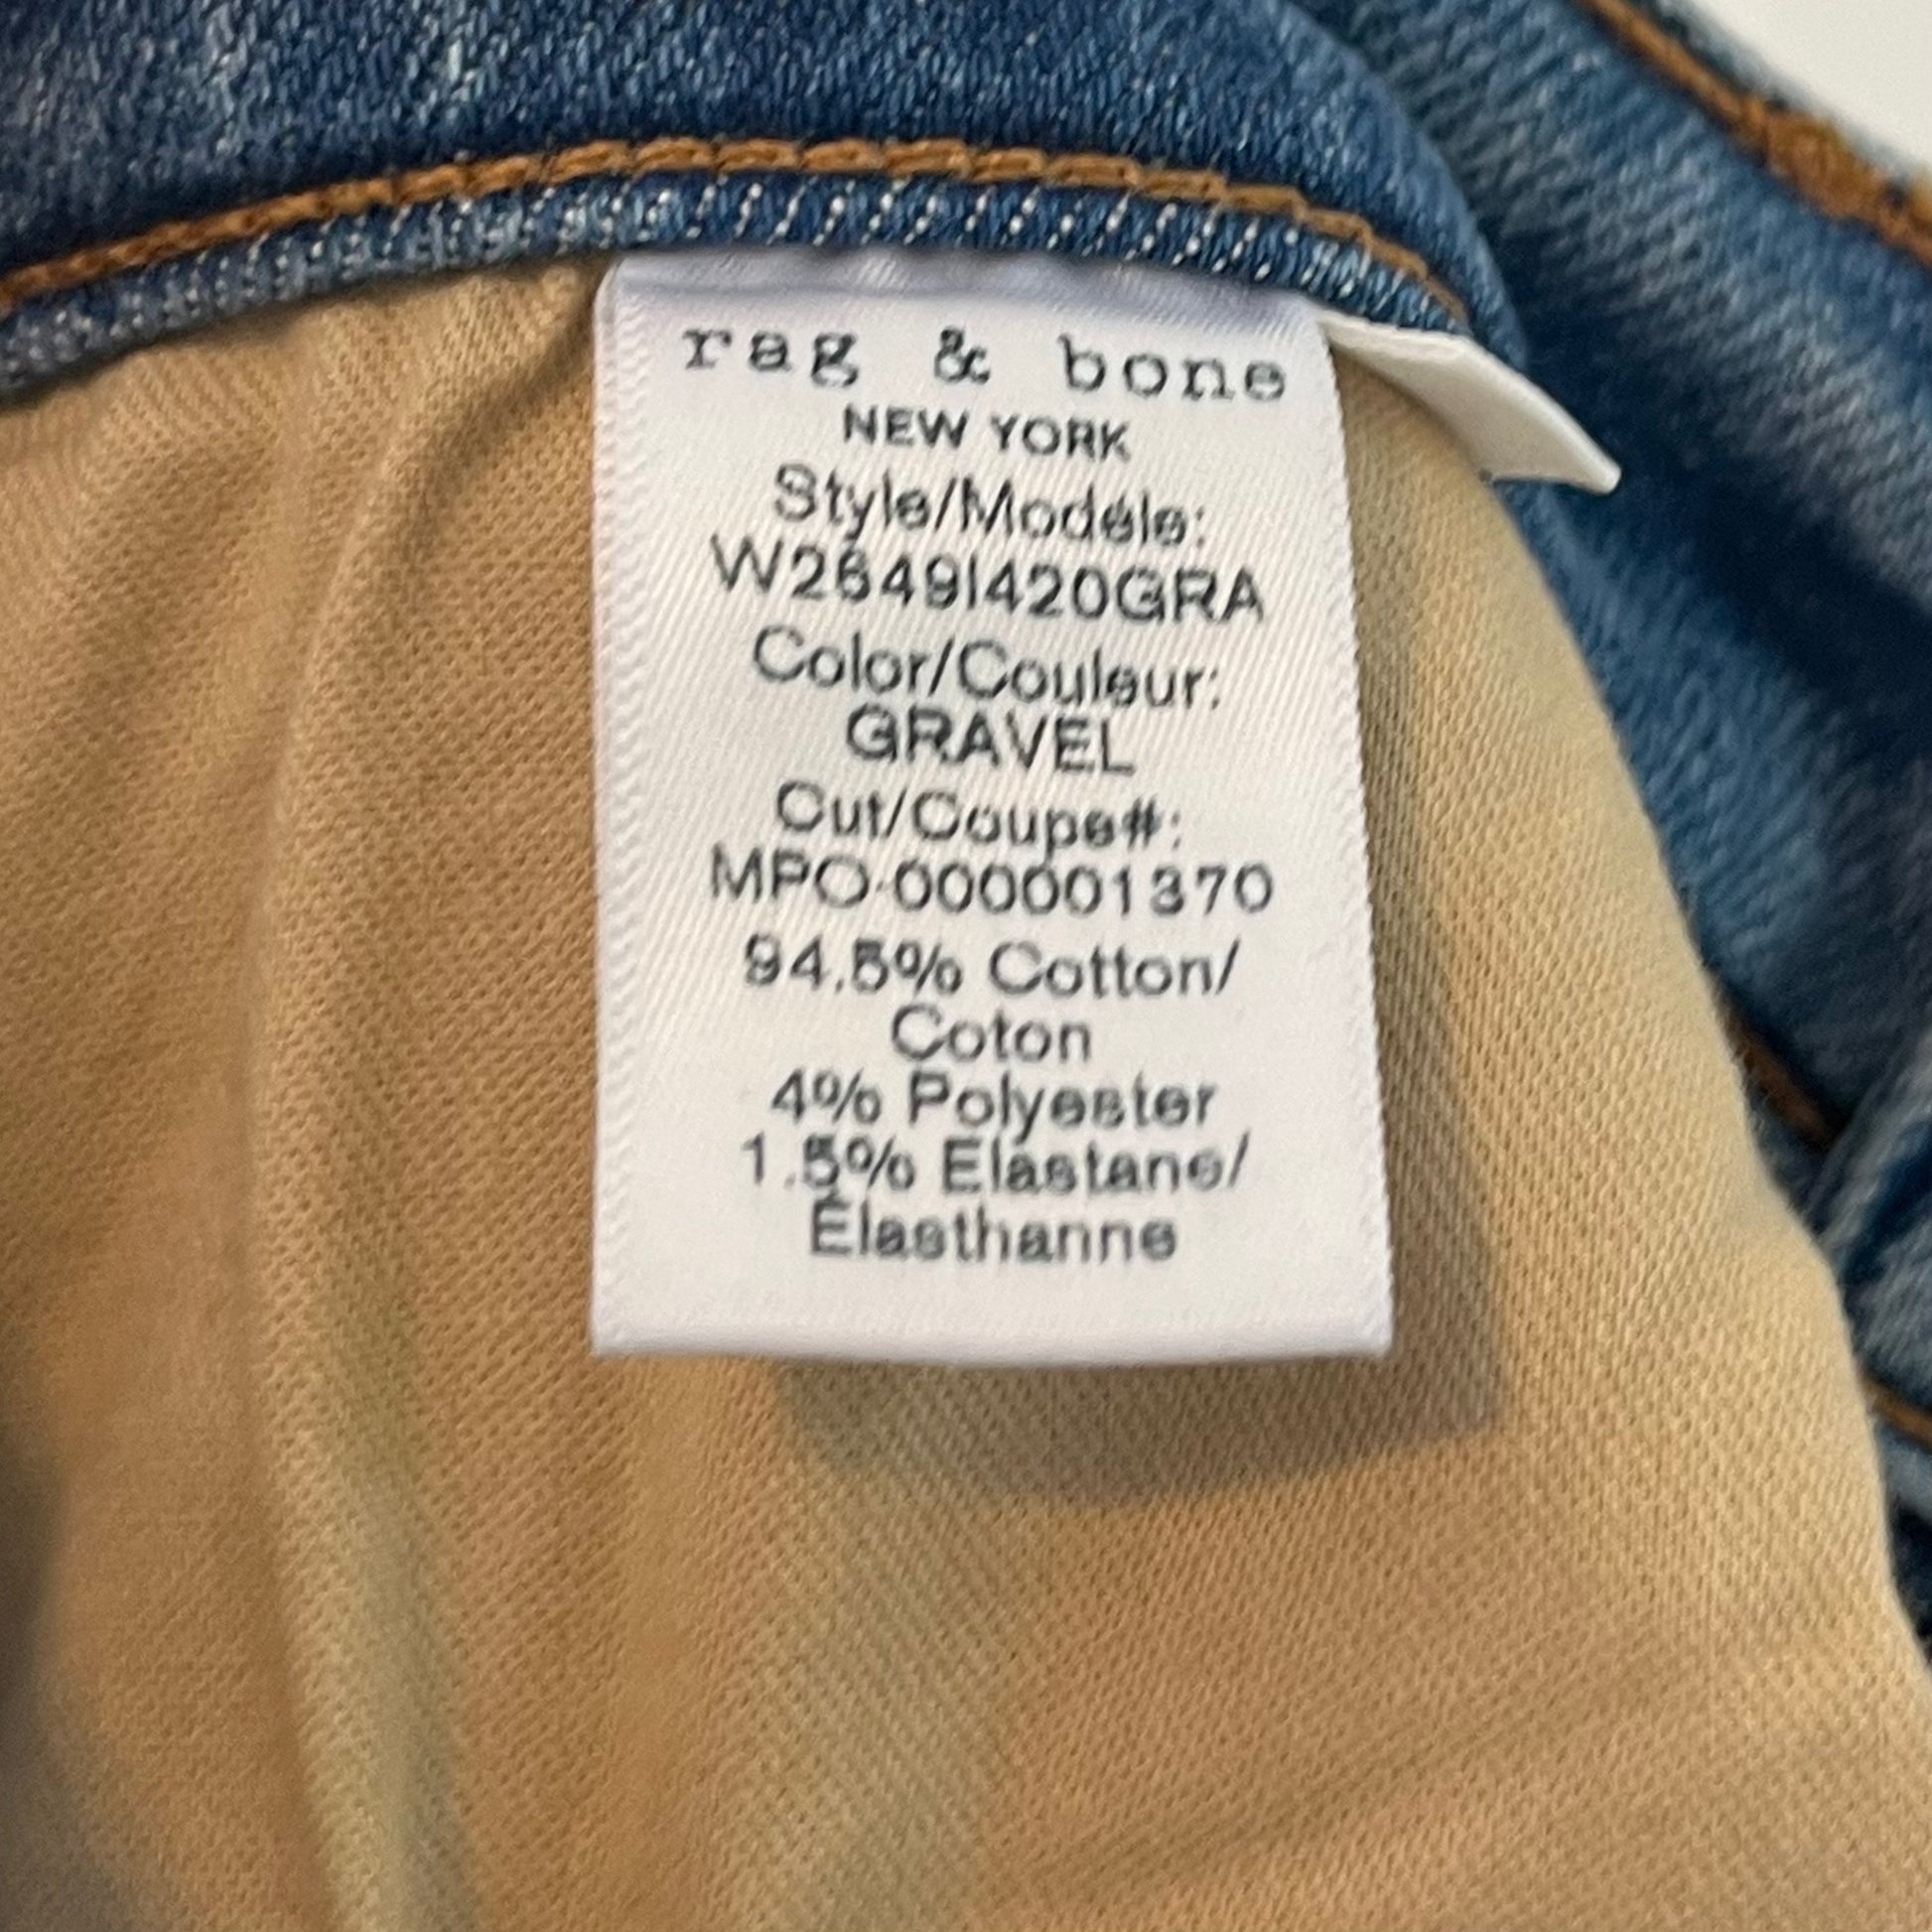 rag & bone
NEW YORK
Style/Modéle:
W2649I420GRA
Color/Couleur:
GRAVEL
Cut/Coupe#:
MPO-000001370
94.5% Cotton/
Coton
4% Polyester
1.5% Elastane/
Élasthanne